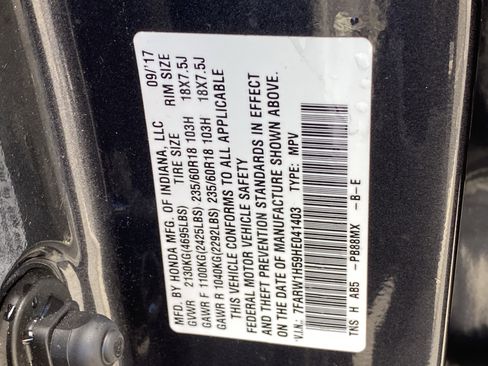 MFD. BY HONDA MFG. OF INDIANA, LLC 09/'17
TIRE SIZE RIM SIZE
GVWR 2130KG(4695LBS)
GAWR F 1100KG(2425LBS) 235/60R18 103H 18X7.5J
GAWR R 1040KG(2292LBS) 235/60R18 103H 18X7.5J
THIS VEHICLE CONFORMS TO ALL APPLICABLE
FEDERAL MOTOR VEHICLE SAFETY
AND THEFT PREVENTION STANDARDS IN EFFECT
ON THE DATE OF MANUFACTURE SHOWN ABOVE.
V.I.N.: 7FARW1H59HE041403 TYPE: MPV
TNS H AB5 -PB88MX -B-E